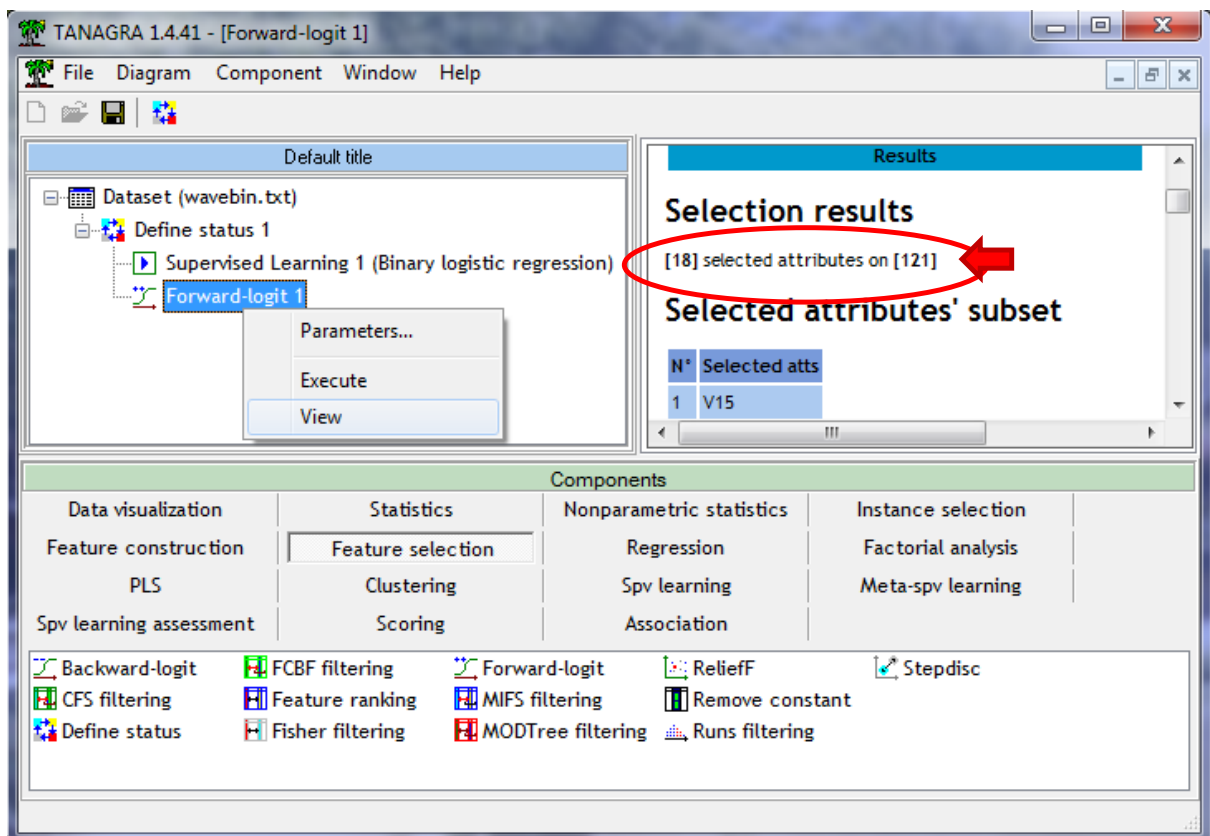 TANAGRA 1.4.41 - [Forward-logit 1]
File Diagram Component Window Help
Default title
Dataset (wavebin.txt)
Define status 1
Supervised Learning 1 (Binary logistic regression)
Forward-logit 1
Parameters...
Execute
View
Results
Selection results
[18] selected attributes on [121]
Selected attributes' subset
N° Selected atts
1 V15
Components
Data visualization Statistics Nonparametric statistics Instance selection
Feature construction Feature selection Regression Factorial analysis
PLS Clustering Spv learning Meta-spv learning
Spv learning assessment Scoring Association
Backward-logit FCBF filtering Forward-logit ReliefF Stepdisc
CFS filtering Feature ranking MIFS filtering Remove constant
Define status Fisher filtering MODTree filtering Runs filtering